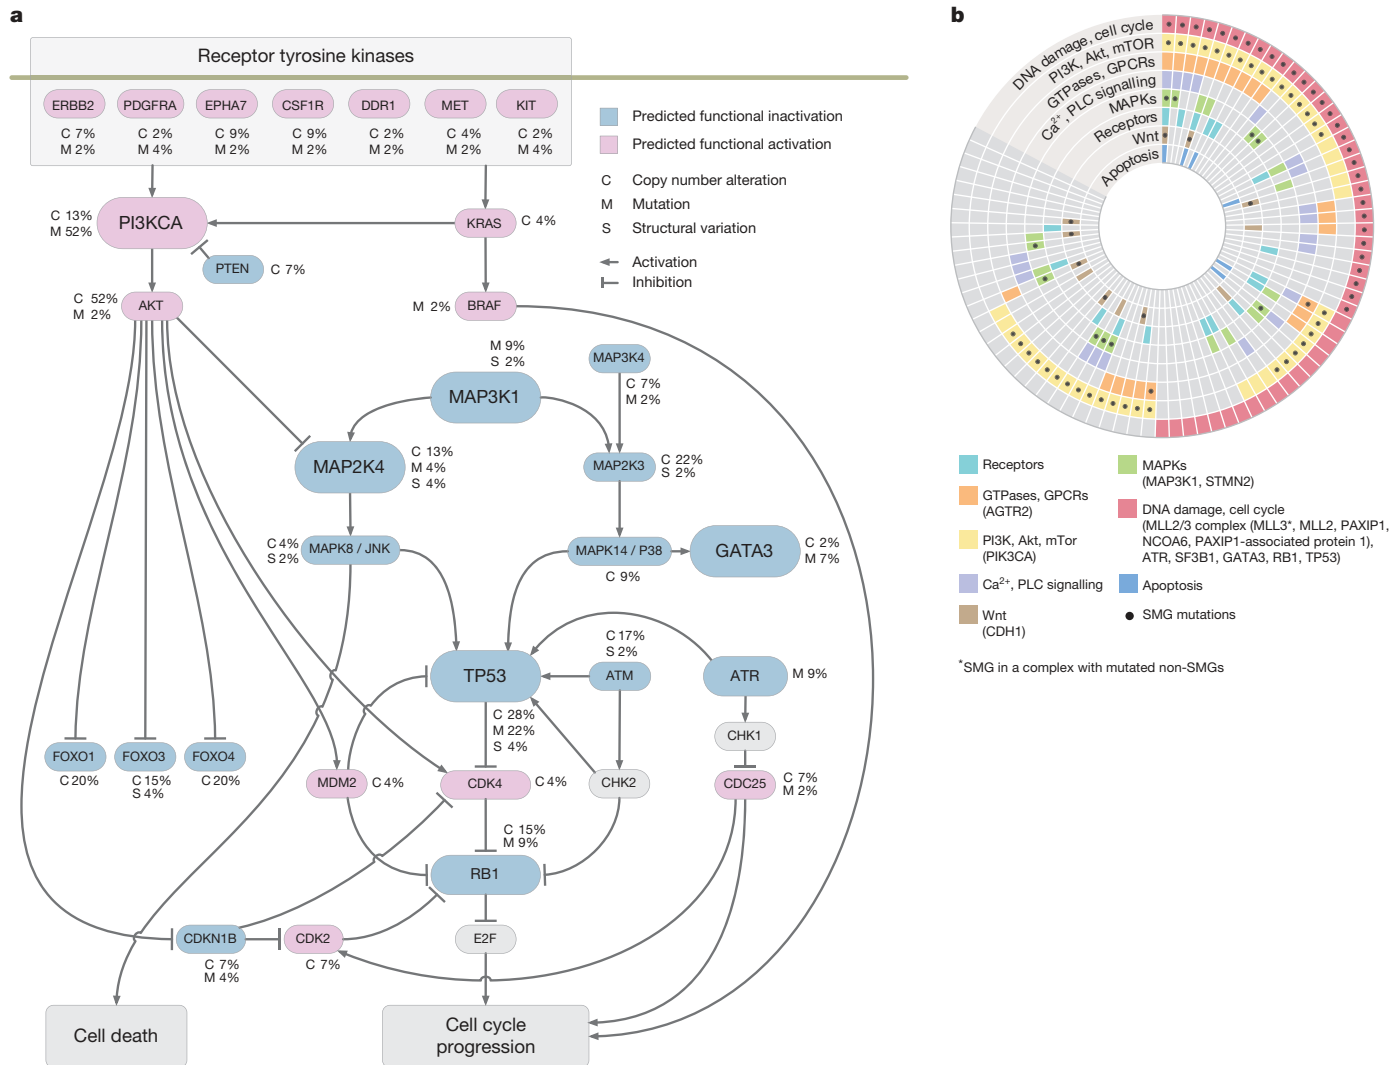 a
Receptor tyrosine kinases
ERBB2
PDGFRA
EPHA7
CSF1R
DDR1
MET
KIT
C 7%
M 2%
C 2%
M 4%
C 9%
M 2%
C 9%
M 2%
C 2%
M 2%
C 4%
M 2%
C 2%
M 4%
Predicted functional inactivation
Predicted functional activation
C Copy number alteration
M Mutation
S Structural variation
Activation
Inhibition
C 13%
M 52%
PI3KCA
KRAS
C 4%
PTEN
C 7%
C 52%
M 2%
AKT
M 2%
BRAF
M 9%
S 2%
MAP3K1
MAP3K4
C 7%
M 2%
MAP2K4
C 13%
M 4%
S 4%
MAP2K3
C 22%
S 2%
C 4%
S 2%
MAPK8 / JNK
MAPK14 / P38
C 9%
GATA3
C 2%
M 7%
TP53
C 28%
M 22%
S 4%
C 17%
S 2%
ATM
ATR
M 9%
CHK1
FOXO1
C 20%
FOXO3
C 15%
S 4%
FOXO4
C 20%
MDM2
C 4%
CDK4
C 4%
CHK2
CDC25
C 7%
M 2%
C 15%
M 9%
RB1
CDKN1B
C 7%
M 4%
CDK2
C 7%
E2F
Cell death
Cell cycle
progression
b
DNA damage, cell cycle
PI3K, Akt, mTOR
GTPases, GPCRs
Ca2+, PLC signalling
MAPKs
Receptors
Wnt
Apoptosis
Receptors
GTPases, GPCRs
(AGTR2)
PI3K, Akt, mTor
(PIK3CA)
Ca2+, PLC signalling
Wnt
(CDH1)
MAPKs
(MAP3K1, STMN2)
DNA damage, cell cycle
(MLL2/3 complex (MLL3*, MLL2, PAXIP1,
NCOA6, PAXIP1-associated protein 1),
ATR, SF3B1, GATA3, RB1, TP53)
Apoptosis
SMG mutations
*SMG in a complex with mutated non-SMGs